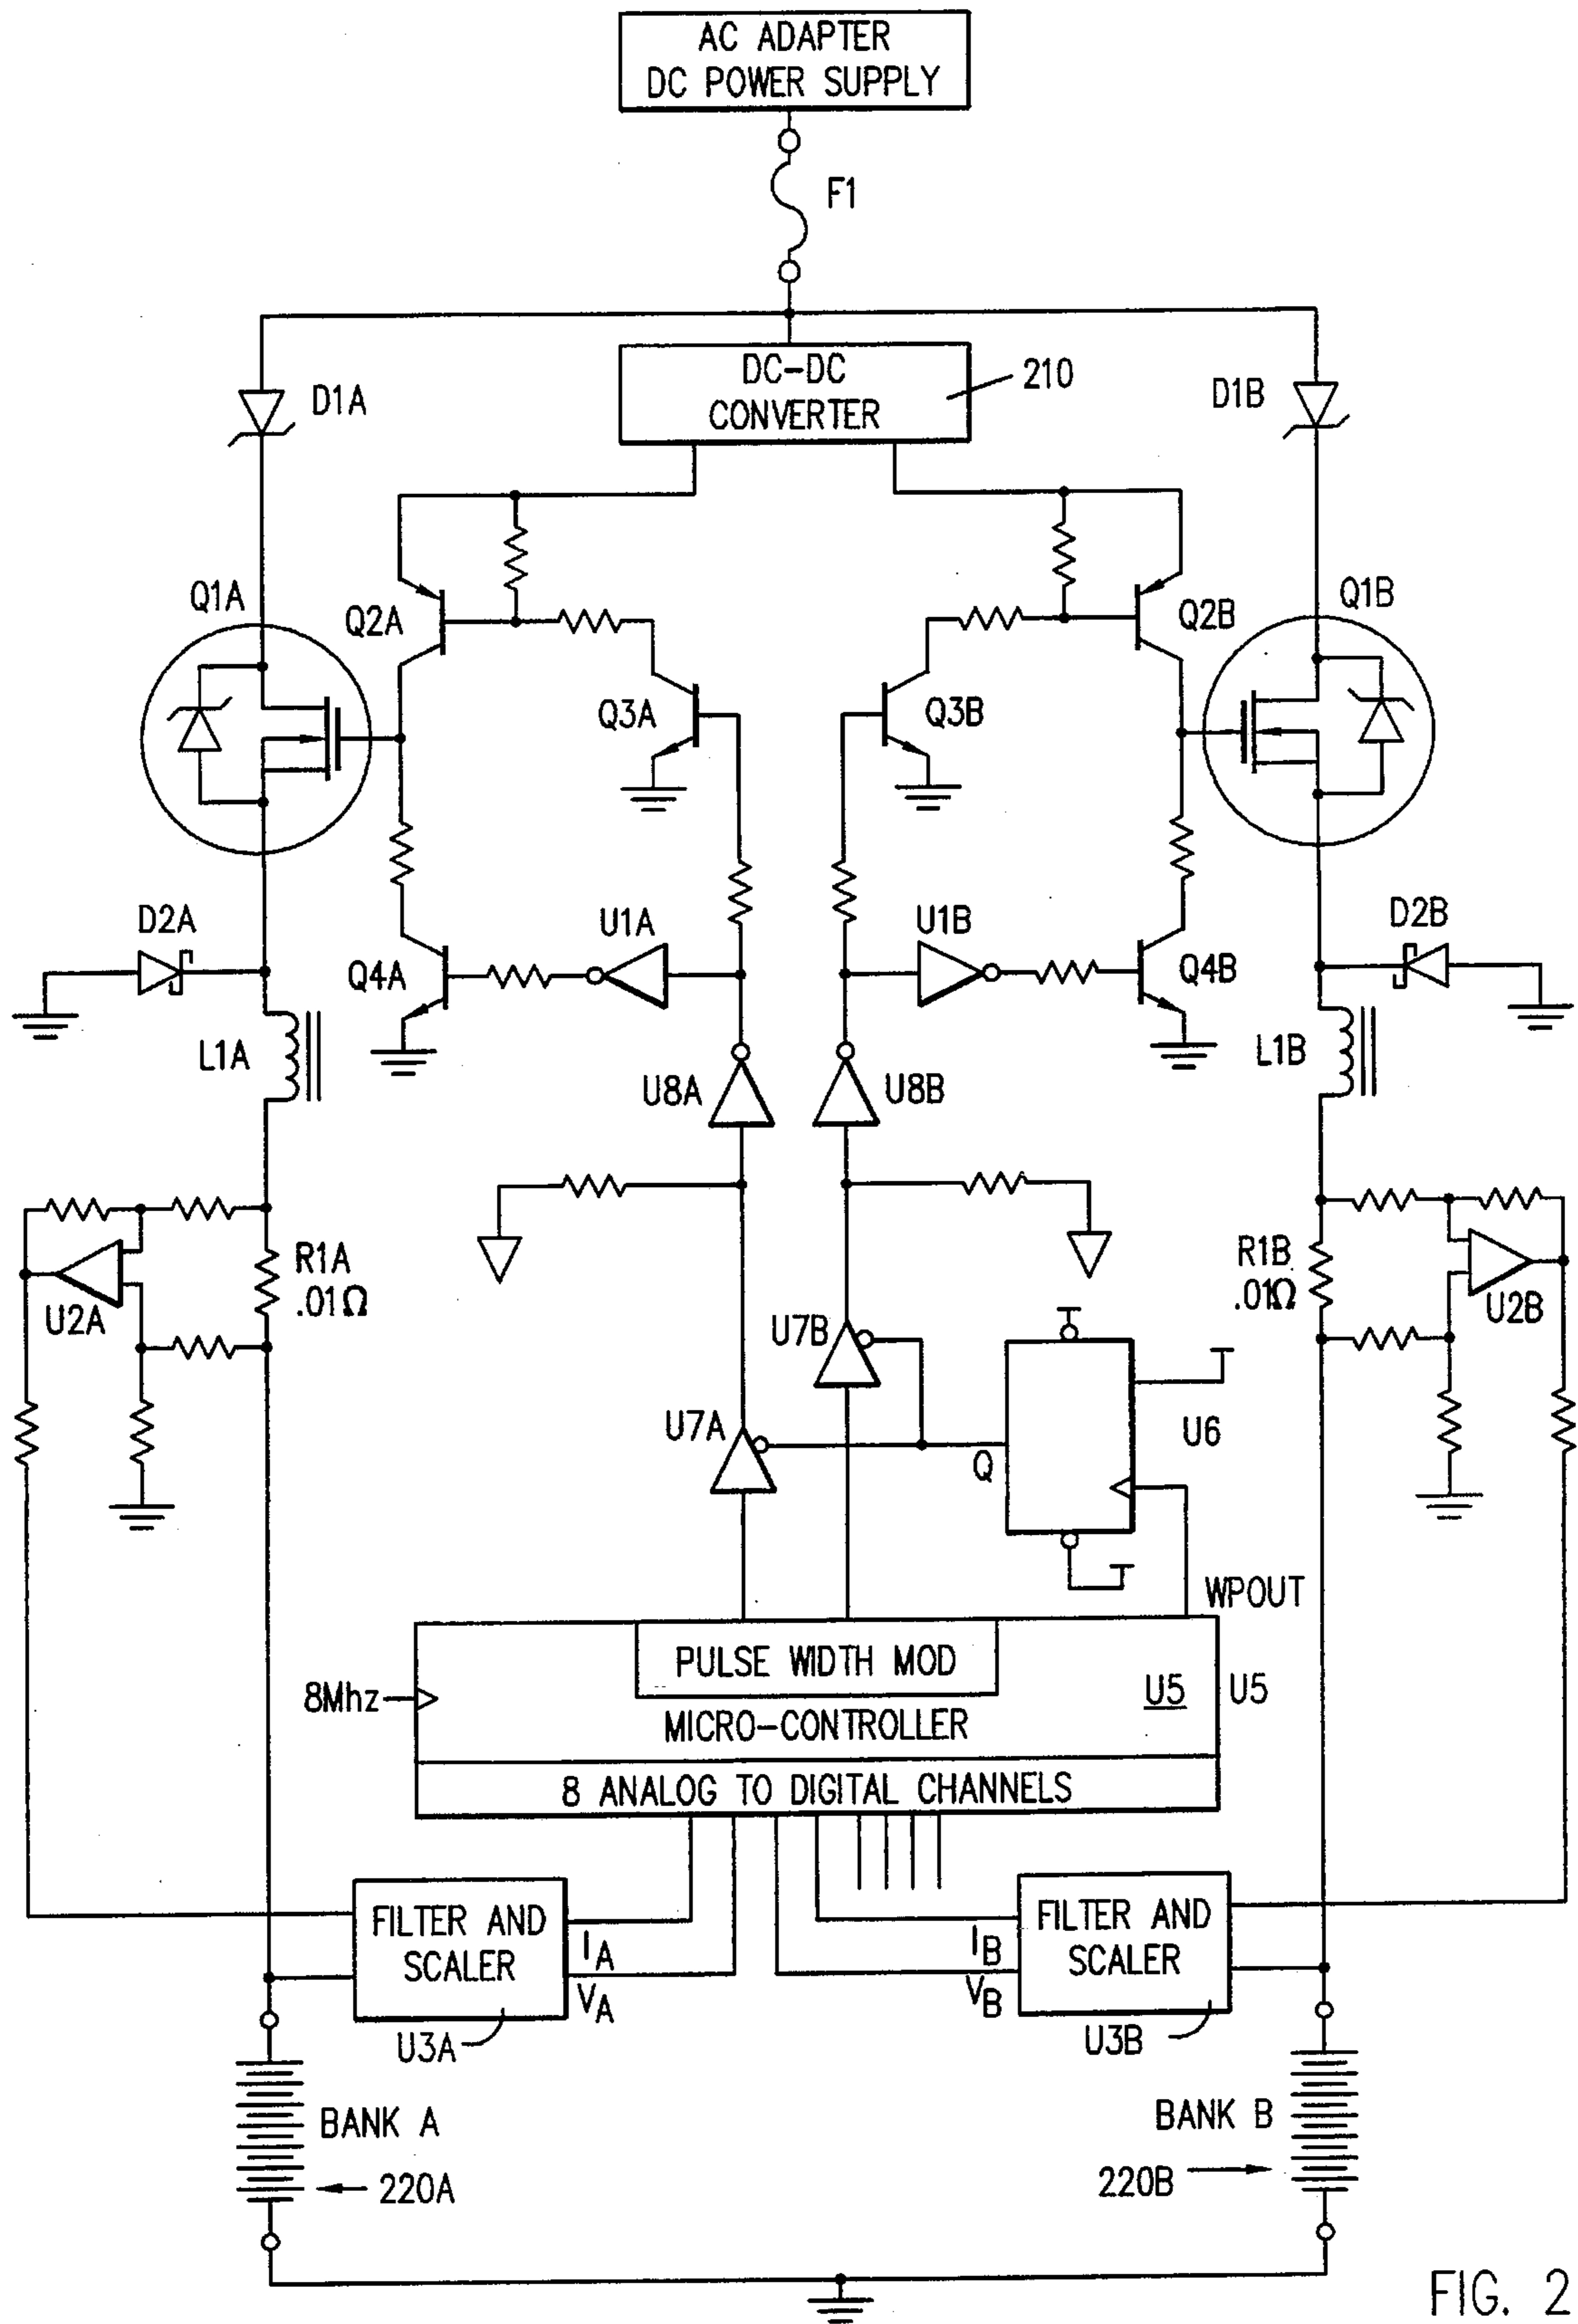 AC ADAPTER
DC POWER SUPPLY
F1
DC-DC
CONVERTER
210
D1A
D1B
Q1A
Q2A
Q2B
Q1B
Q3A
Q3B
D2A
U1A
U1B
D2B
Q4A
Q4B
L1A
L1B
U8A
U8B
R1A
.01Ω
R1B
.01Ω
U2A
U2B
U7B
U7A
U6
Q
WPOUT
PULSE WIDTH MOD
8Mhz
U5
U5
MICRO-CONTROLLER
8 ANALOG TO DIGITAL CHANNELS
FILTER AND
SCALER
IA
VA
IB
VB
FILTER AND
SCALER
U3A
U3B
BANK A
BANK B
220A
220B
FIG. 2